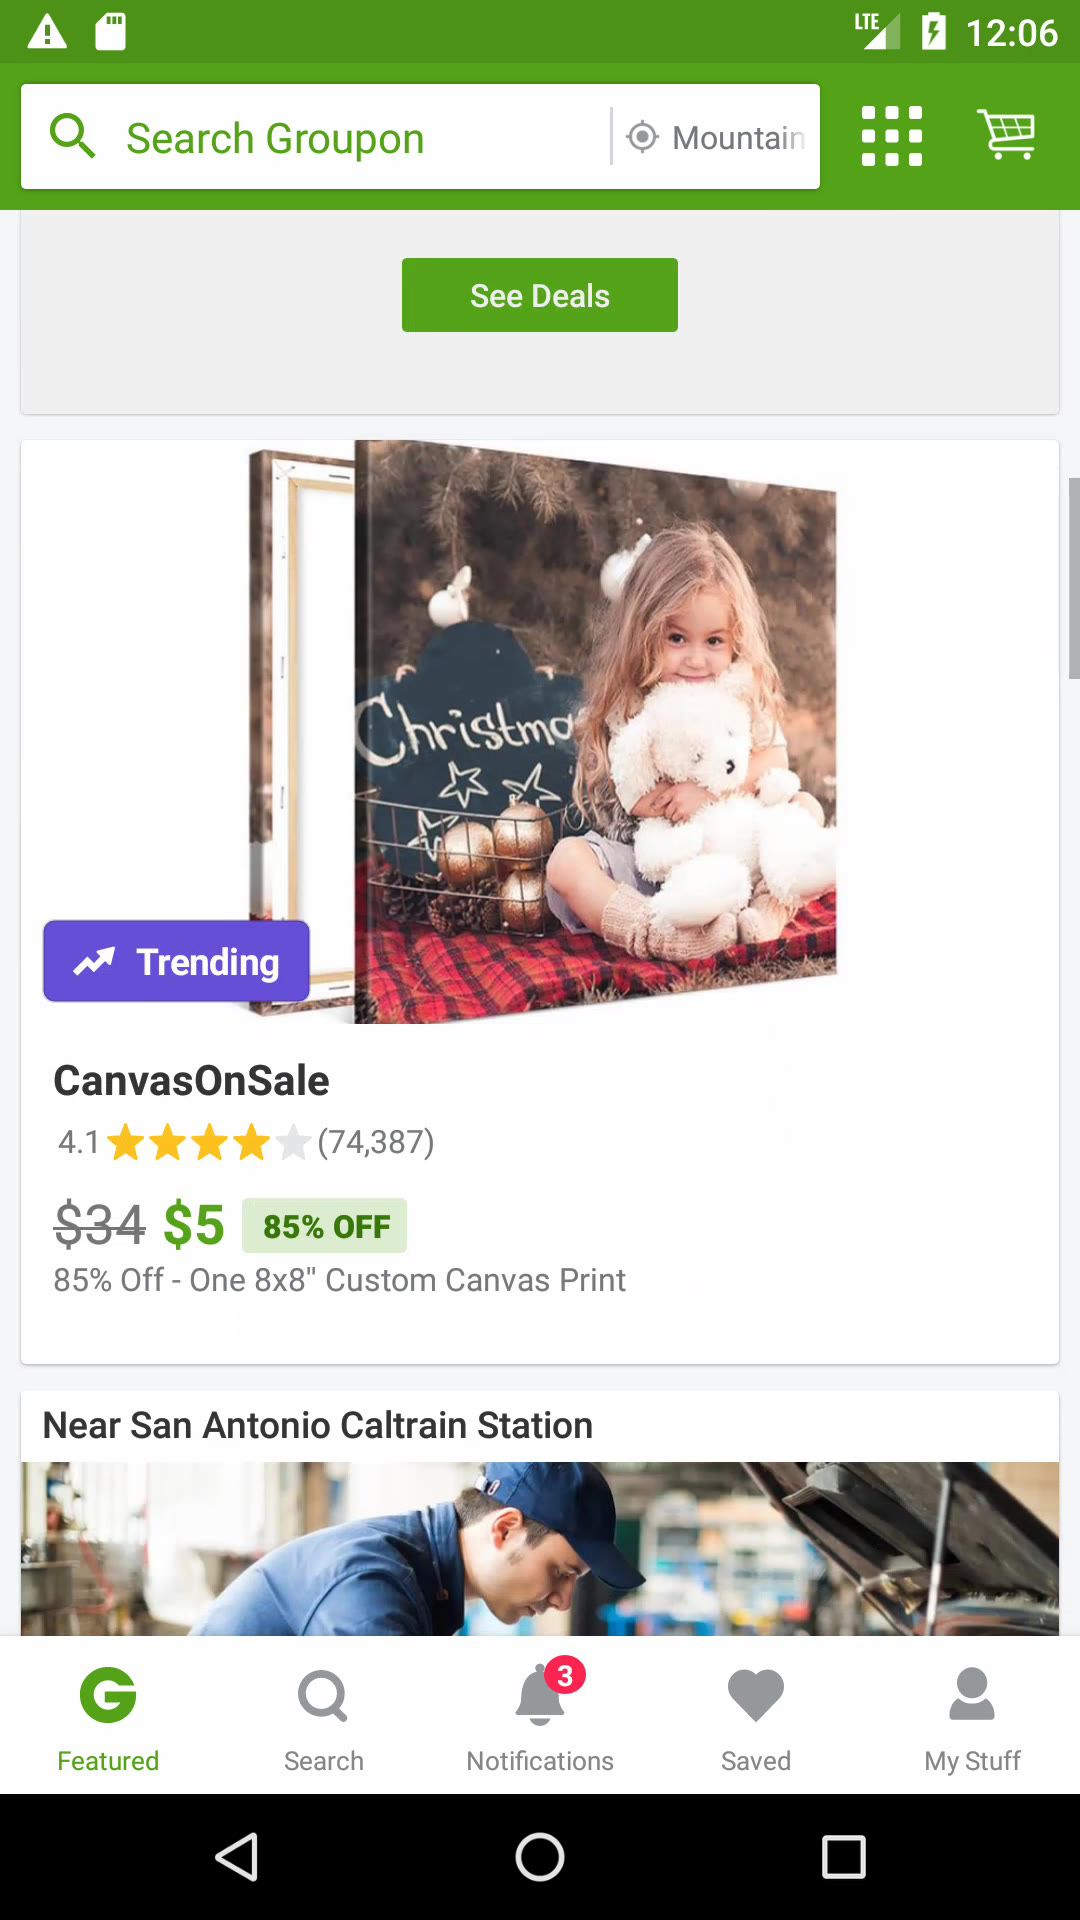 LTE 12:06
Search Groupon Mountain
See Deals
Christma
Trending
CanvasOnSale
4.1 (74,387)
$34 $5 85% OFF
85% Off - One 8x8" Custom Canvas Print
Near San Antonio Caltrain Station
3
Featured Search Notifications Saved My Stuff